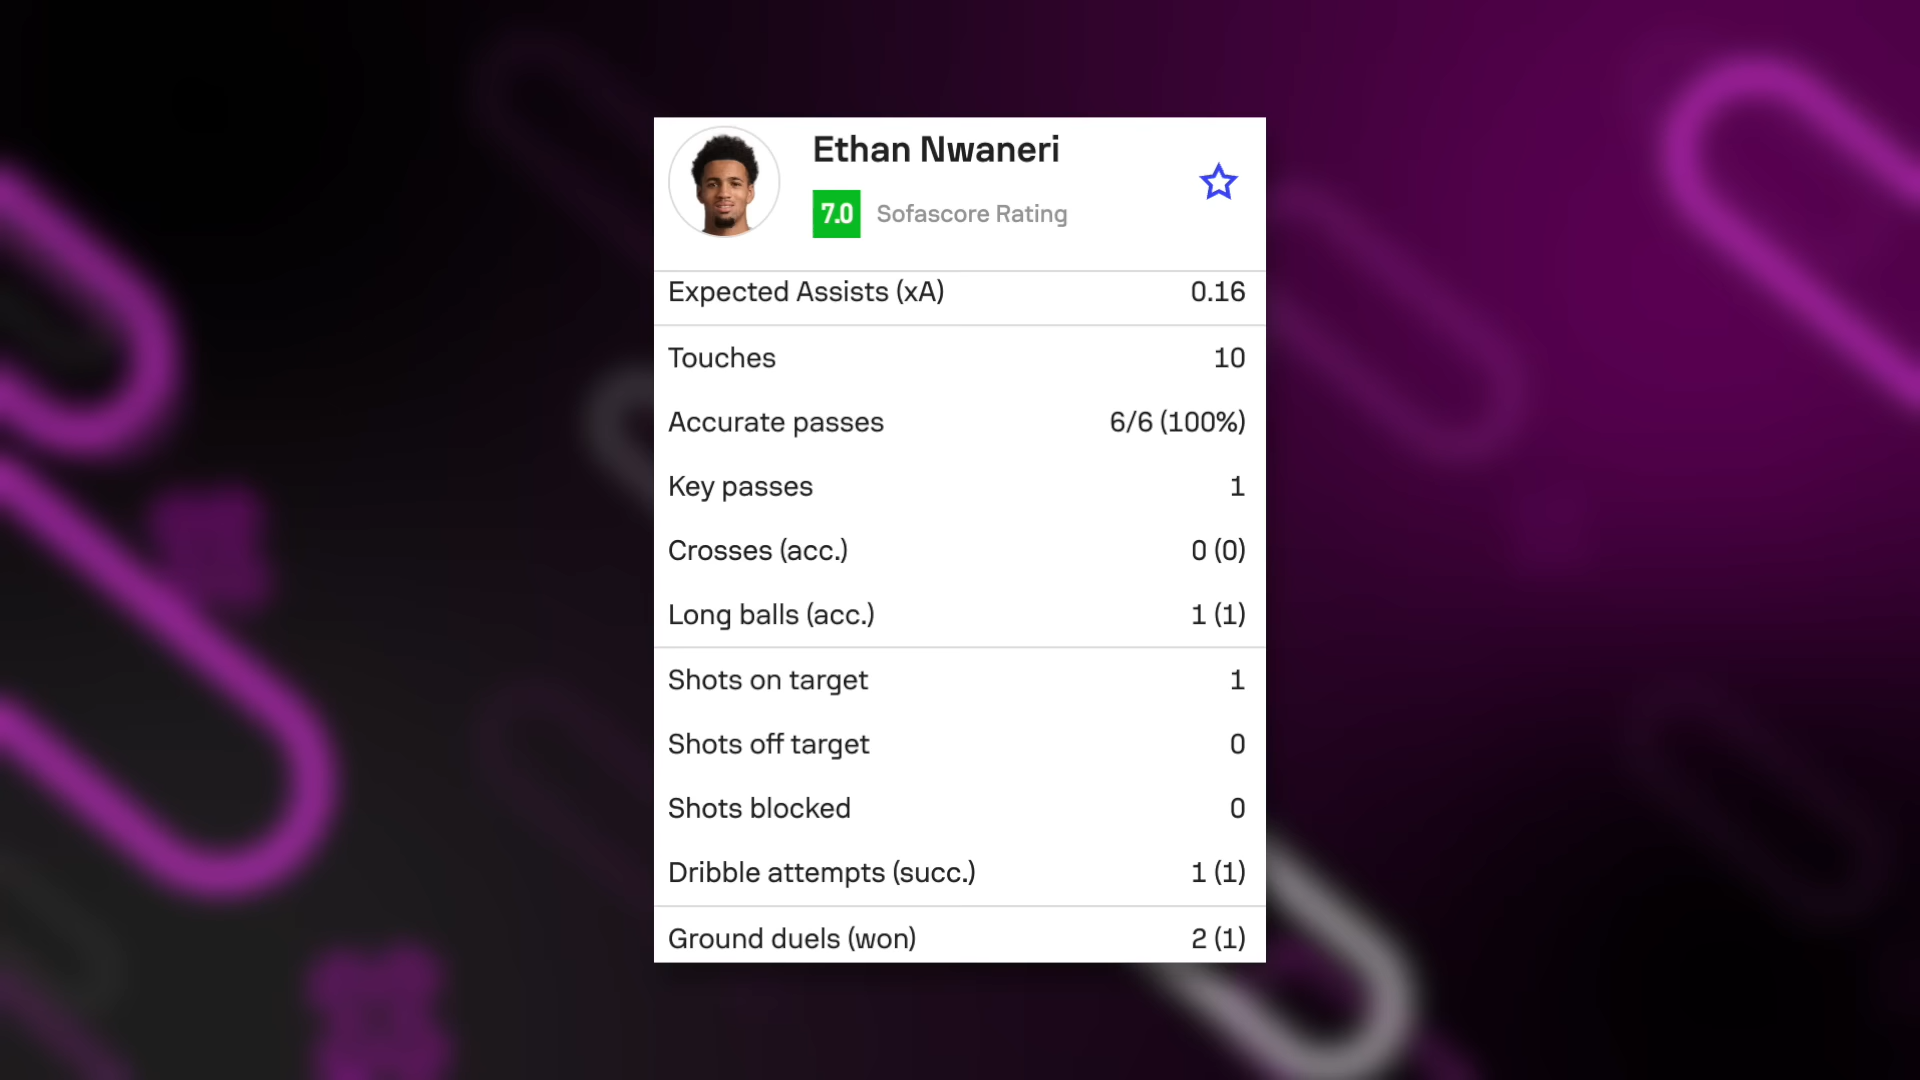 Ethan Nwaneri
7.0 Sofascore Rating
Expected Assists (xA) 0.16
Touches 10
Accurate passes 6/6 (100%)
Key passes 1
Crosses (acc.) 0 (0)
Long balls (acc.) 1 (1)
Shots on target 1
Shots off target 0
Shots blocked 0
Dribble attempts (succ.) 1 (1)
Ground duels (won) 2 (1)